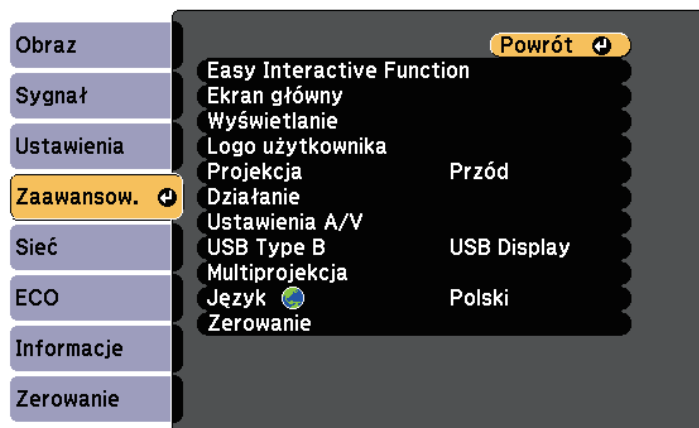 Obraz
Sygnał
Ustawienia
Zaawansow.
Sieć
ECO
Informacje
Zerowanie
Powrót
Easy Interactive Function
Ekran główny
Wyświetlanie
Logo użytkownika
Projekcja Przód
Działanie
Ustawienia A/V
USB Type B USB Display
Multiprojekcja
Język Polski
Zerowanie